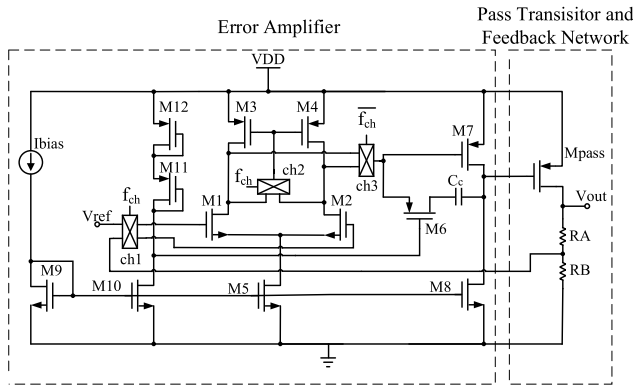 Error Amplifier
Pass Transisitor and
Feedback Network
VDD
M12
M3
M4
f̅c̅h̅
M7
Ibias
M11
Mpass
fch
ch2
ch3
Cc
fch
M1
M2
Vout
Vref
M6
ch1
RA
M9
M10
M5
M8
RB